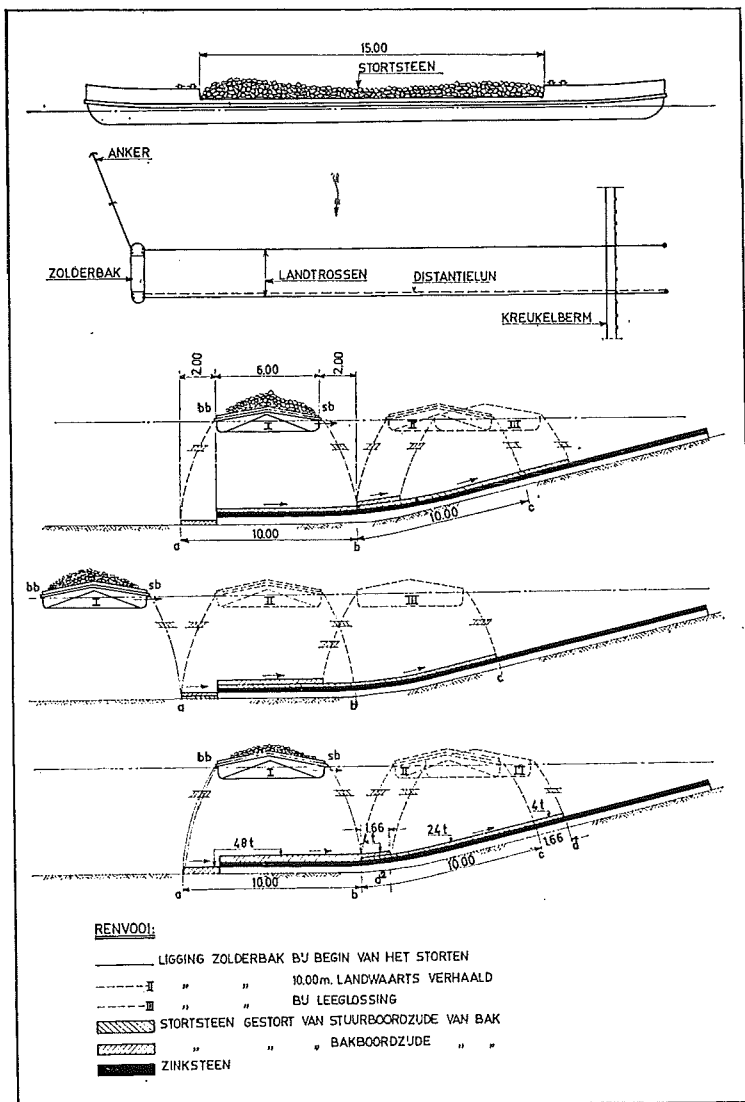 15.00
STORTSTEEN
ANKER
ZOLDERBAK
LANDTROSSEN
DISTANTIELIJN
KREUKELBERM
2.00
6.00
2.00
bb
sb
I
II
III
a
10.00
b
10.00
c
bb
sb
I
II
III
a
b
c
bb
sb
I
II
III
48t
1.66
4t
24t
4t
a
10.00
b
d²
10.00
c
1.66
d
RENVOOI:
LIGGING ZOLDERBAK BIJ BEGIN VAN HET STORTEN
II „ „ 10.00m. LANDWAARTS VERHAALD
III „ „ BIJ LEEGLOSSING
STORTSTEEN GESTORT VAN STUURBOORDZIJDE VAN BAK
„ „ „ BAKBOORDZIJDE „ „
ZINKSTEEN